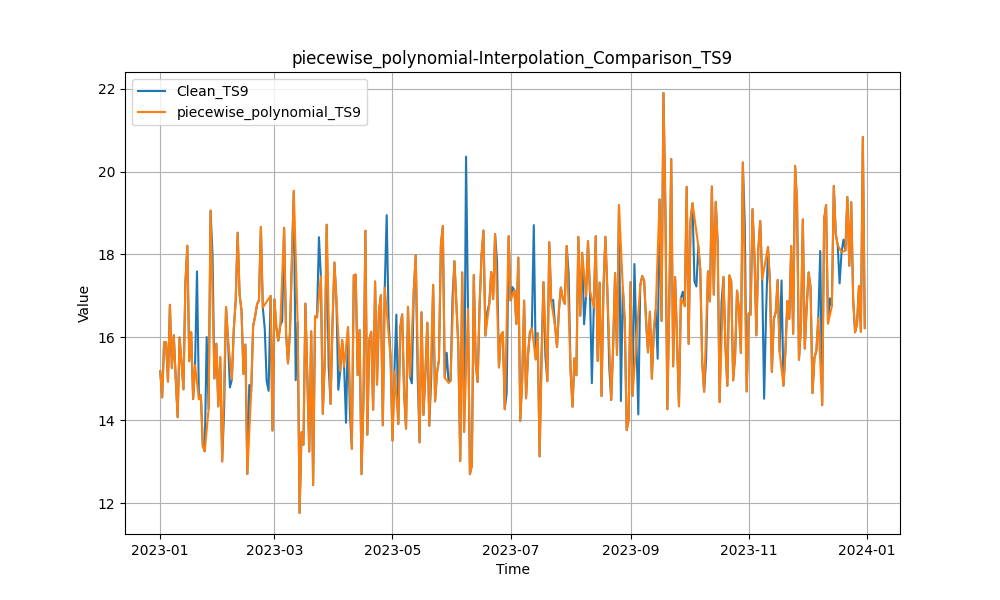 piecewise_polynomial-Interpolation_Comparison_TS9
Clean_TS9
piecewise_polynomial_TS9
Value
22
20
18
16
14
12
2023-01
2023-03
2023-05
2023-07
2023-09
2023-11
2024-01
Time